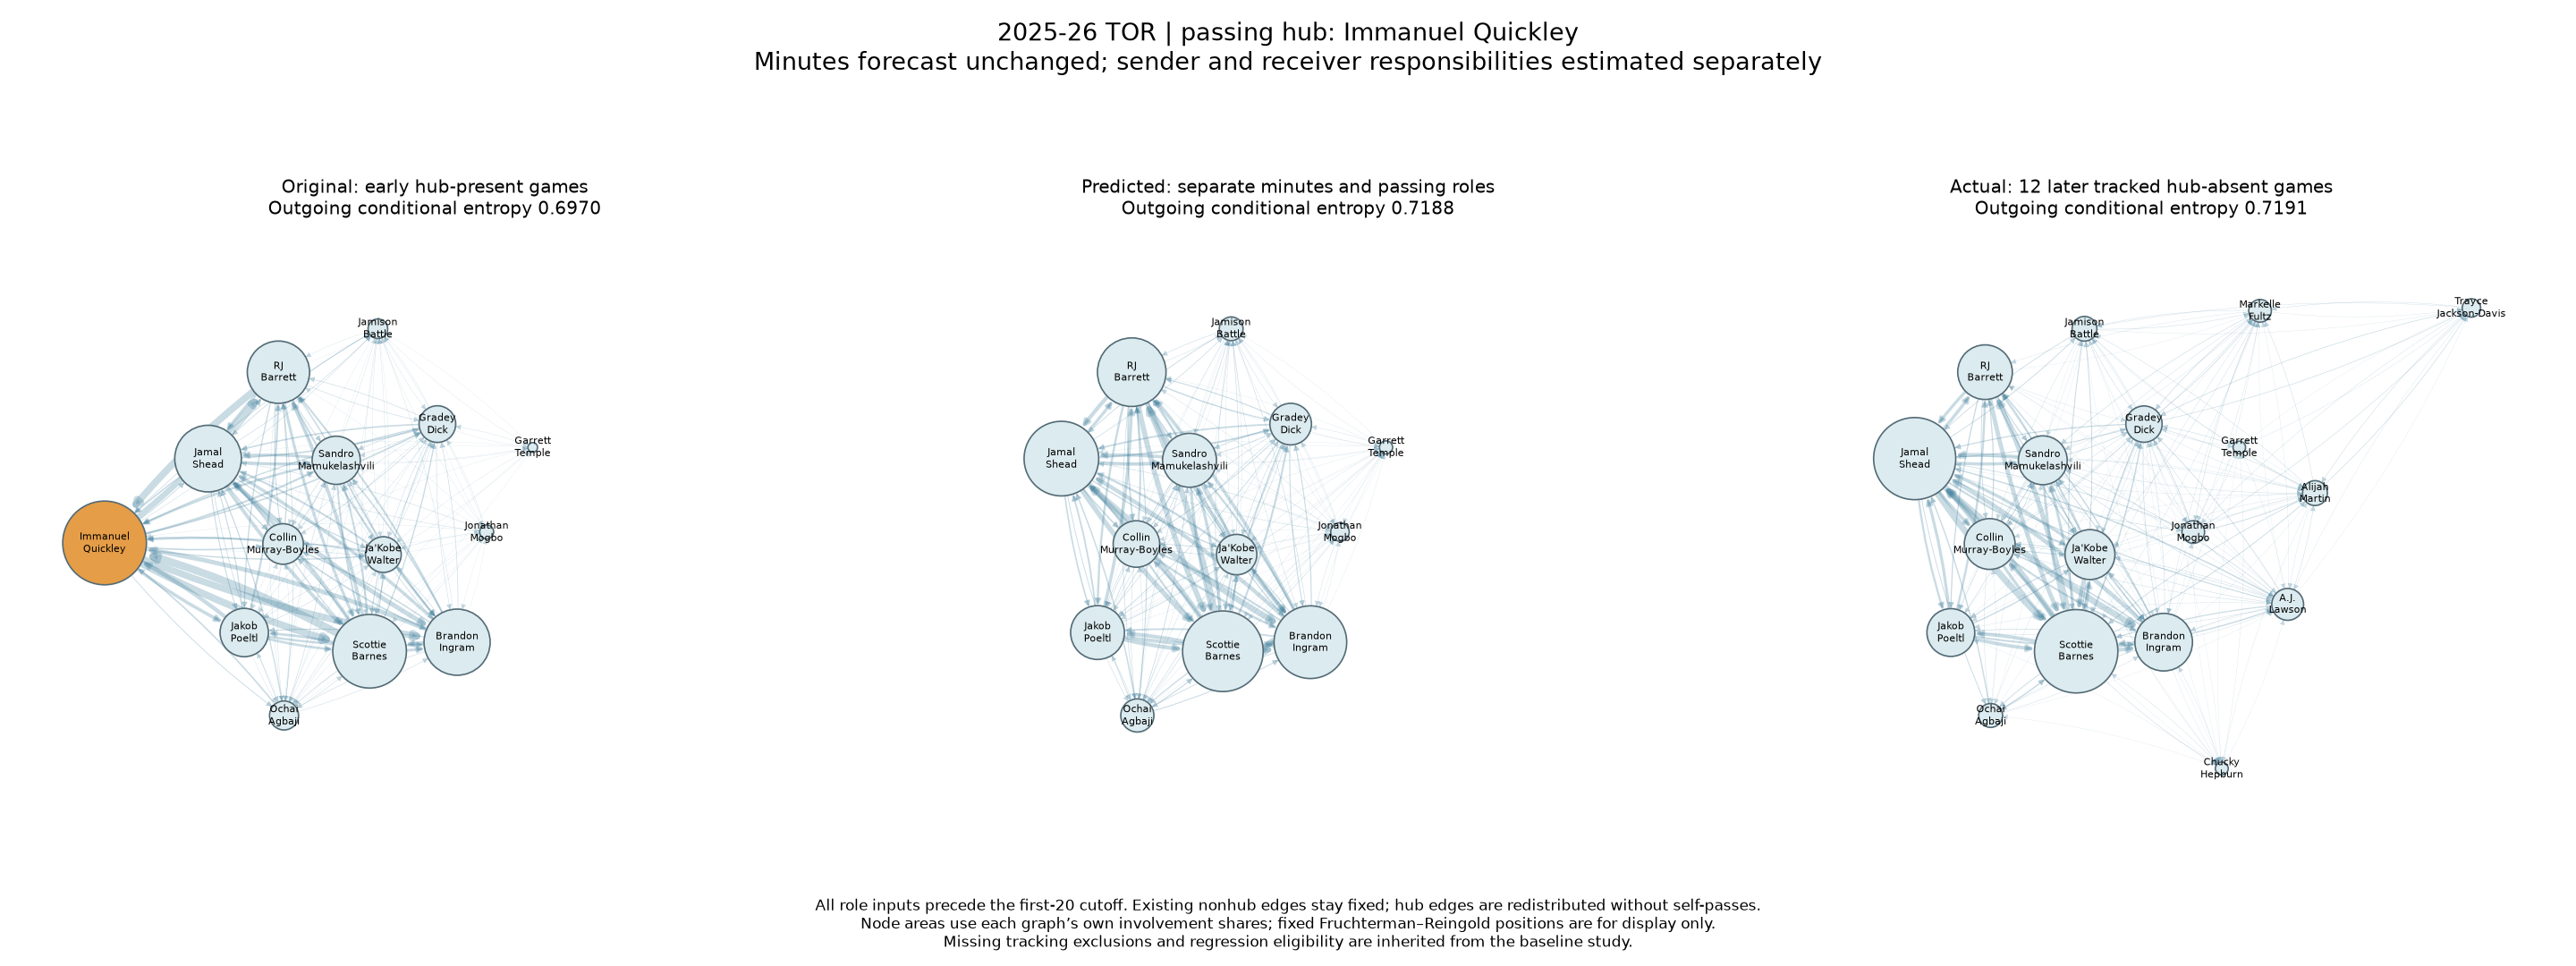 2025-26 TOR | passing hub: Immanuel Quickley
Minutes forecast unchanged; sender and receiver responsibilities estimated separately
Original: early hub-present games
Outgoing conditional entropy 0.6970
Jamison
Battle
RJ
Barrett
Gradey
Dick
Garrett
Temple
Jamal
Shead
Sandro
Mamukelashvili
Immanuel
Quickley
Collin
Murray-Boyles
Ja'Kobe
Walter
Jonathan
Mogbo
Jakob
Poeltl
Scottie
Barnes
Brandon
Ingram
Ochai
Agbaji
Predicted: separate minutes and passing roles
Outgoing conditional entropy 0.7188
Jamison
Battle
RJ
Barrett
Gradey
Dick
Garrett
Temple
Jamal
Shead
Sandro
Mamukelashvili
Collin
Murray-Boyles
Ja'Kobe
Walter
Jonathan
Mogbo
Jakob
Poeltl
Scottie
Barnes
Brandon
Ingram
Ochai
Agbaji
Actual: 12 later tracked hub-absent games
Outgoing conditional entropy 0.7191
Markelle
Fultz
Trayce
Jackson-Davis
Jamison
Battle
RJ
Barrett
Gradey
Dick
Garrett
Temple
Jamal
Shead
Sandro
Mamukelashvili
Alijah
Martin
Collin
Murray-Boyles
Ja'Kobe
Walter
Jonathan
Mogbo
A.J.
Lawson
Jakob
Poeltl
Scottie
Barnes
Brandon
Ingram
Ochai
Agbaji
Chucky
Hepburn
All role inputs precede the first-20 cutoff. Existing nonhub edges stay fixed; hub edges are redistributed without self-passes.
Node areas use each graph’s own involvement shares; fixed Fruchterman–Reingold positions are for display only.
Missing tracking exclusions and regression eligibility are inherited from the baseline study.